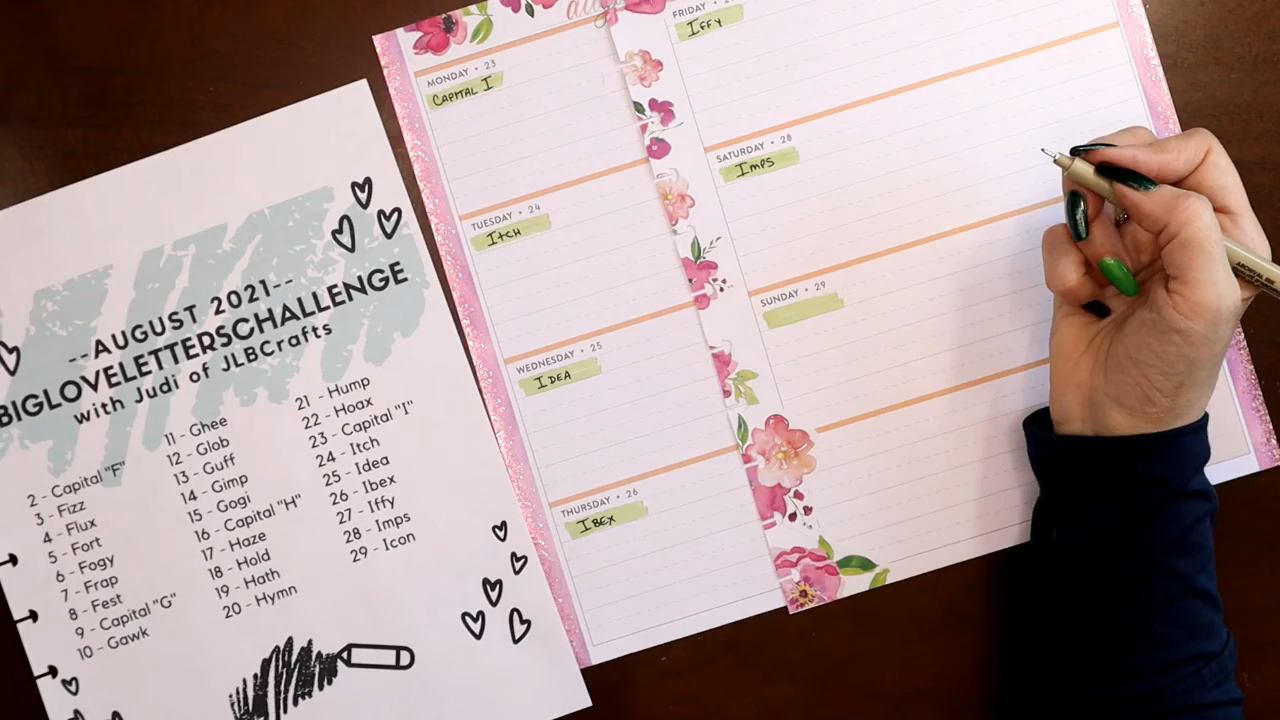 --AUGUST 2021--
BIGLOVELETTERSCHALLENGE
with Judi of JLBCrafts
2 - Capital "F"
3 - Fizz
4 - Flux
5 - Fort
6 - Fogy
7 - Frap
8 - Fest
9 - Capital "G"
10 - Gawk
11 - Ghee
12 - Glob
13 - Guff
14 - Gimp
15 - Gogi
16 - Capital "H"
17 - Haze
18 - Hold
19 - Hath
20 - Hymn
21 - Hump
22 - Hoax
23 - Capital "I"
24 - Itch
25 - Idea
26 - Ibex
27 - Iffy
28 - Imps
29 - Icon
MONDAY • 23
CAPITAL I
TUESDAY • 24
ITCH
WEDNESDAY • 25
IDEA
THURSDAY • 26
IBEX
FRIDAY •
IFFY
SATURDAY • 28
IMPS
SUNDAY • 29